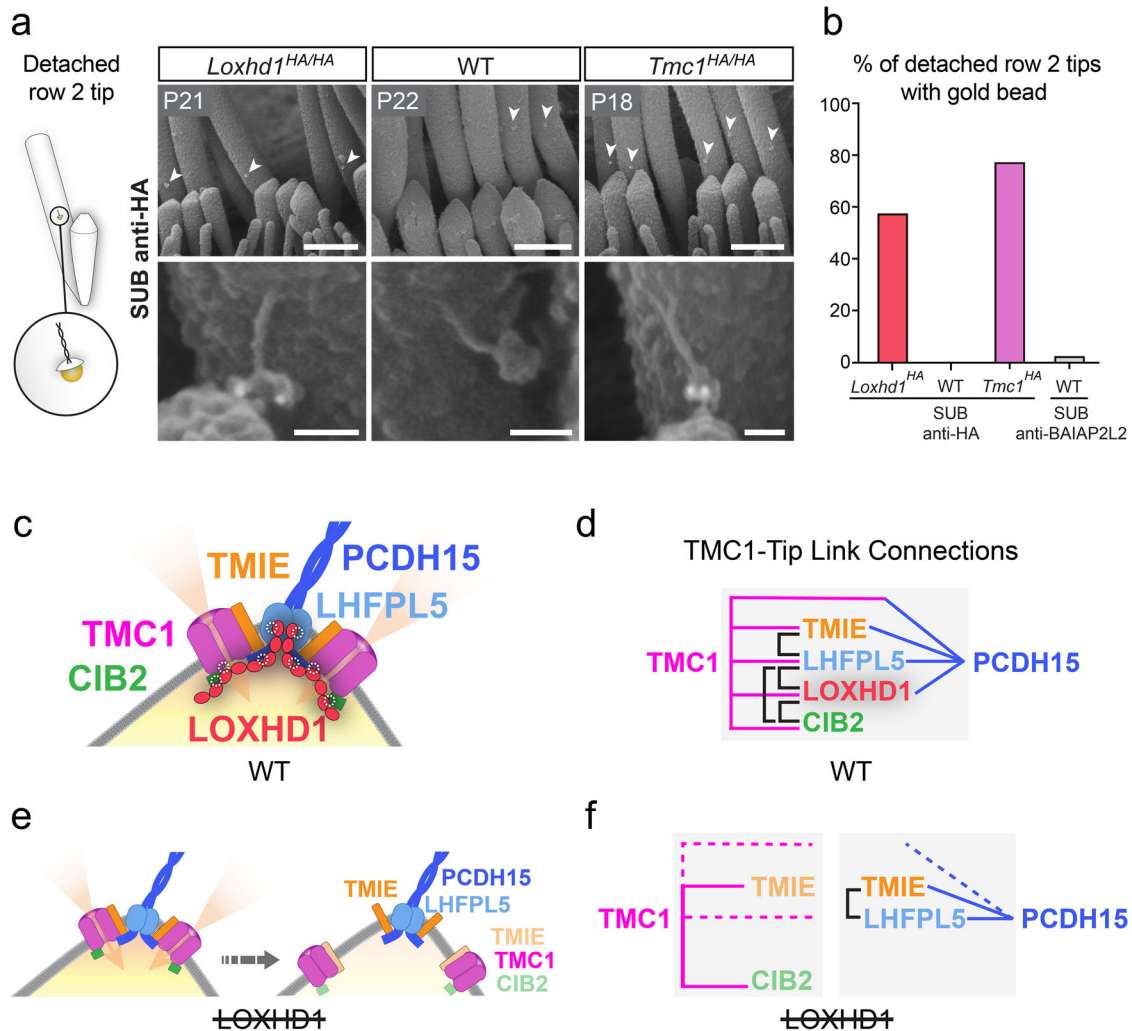 a
Detached
row 2 tip
SUB anti-HA
Loxhd1HA/HA
WT
Tmc1HA/HA
P21
P22
P18
b
% of detached row 2 tips
with gold bead
100
80
60
40
20
0
Loxhd1HA
WT
Tmc1HA
WT
SUB
anti-HA
SUB
anti-BAIAP2L2
c
TMIE
PCDH15
LHFPL5
TMC1
CIB2
LOXHD1
WT
d
TMC1-Tip Link Connections
TMIE
TMC1
LHFPL5
PCDH15
LOXHD1
CIB2
WT
e
TMIE
PCDH15
LHFPL5
TMIE
TMC1
CIB2
LOXHD1
f
TMIE
TMC1
CIB2
TMIE
LHFPL5
PCDH15
LOXHD1